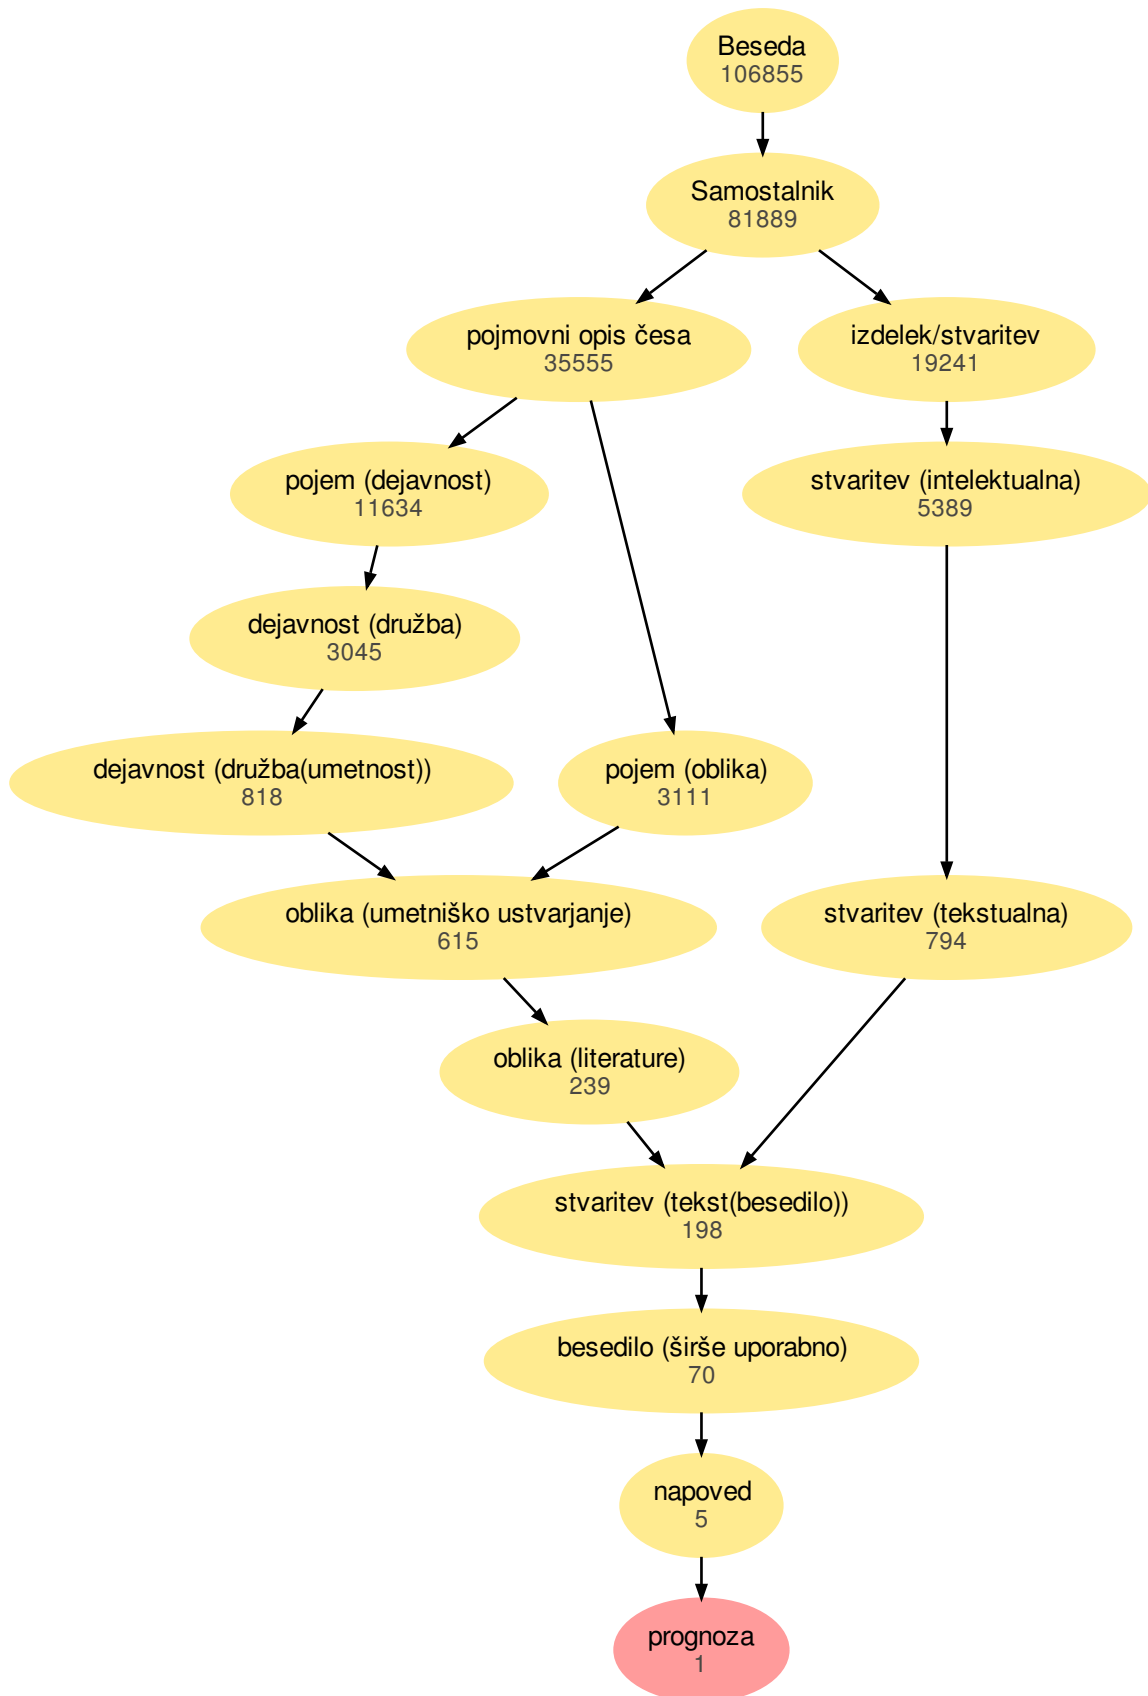 Beseda
106855
Samostalnik
81889
pojmovni opis česa
35555
izdelek/stvaritev
19241
pojem (dejavnost)
11634
stvaritev (intelektualna)
5389
dejavnost (družba)
3045
dejavnost (družba(umetnost))
818
pojem (oblika)
3111
oblika (umetniško ustvarjanje)
615
stvaritev (tekstualna)
794
oblika (literature)
239
stvaritev (tekst(besedilo))
198
besedilo (širše uporabno)
70
napoved
5
prognoza
1